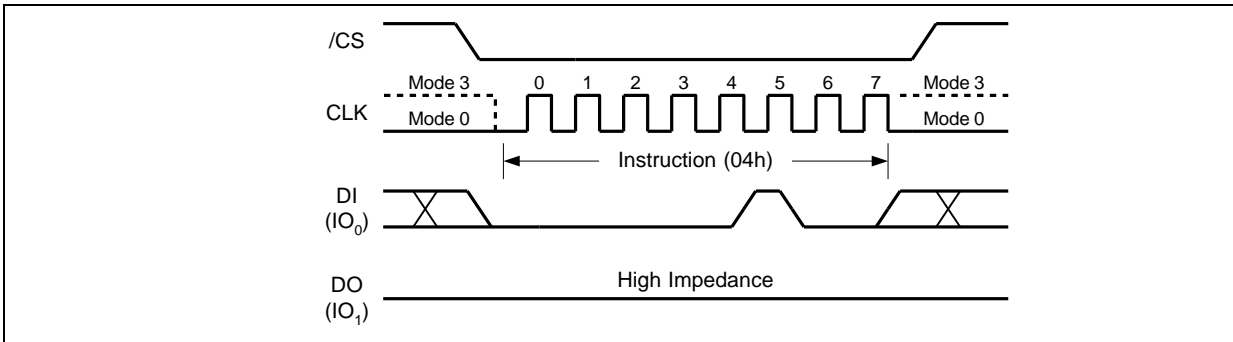 /CS
Mode 3 0 1 2 3 4 5 6 7 Mode 3
CLK
Mode 0 Mode 0
Instruction (04h)
DI
(IO0)
High Impedance
DO
(IO1)